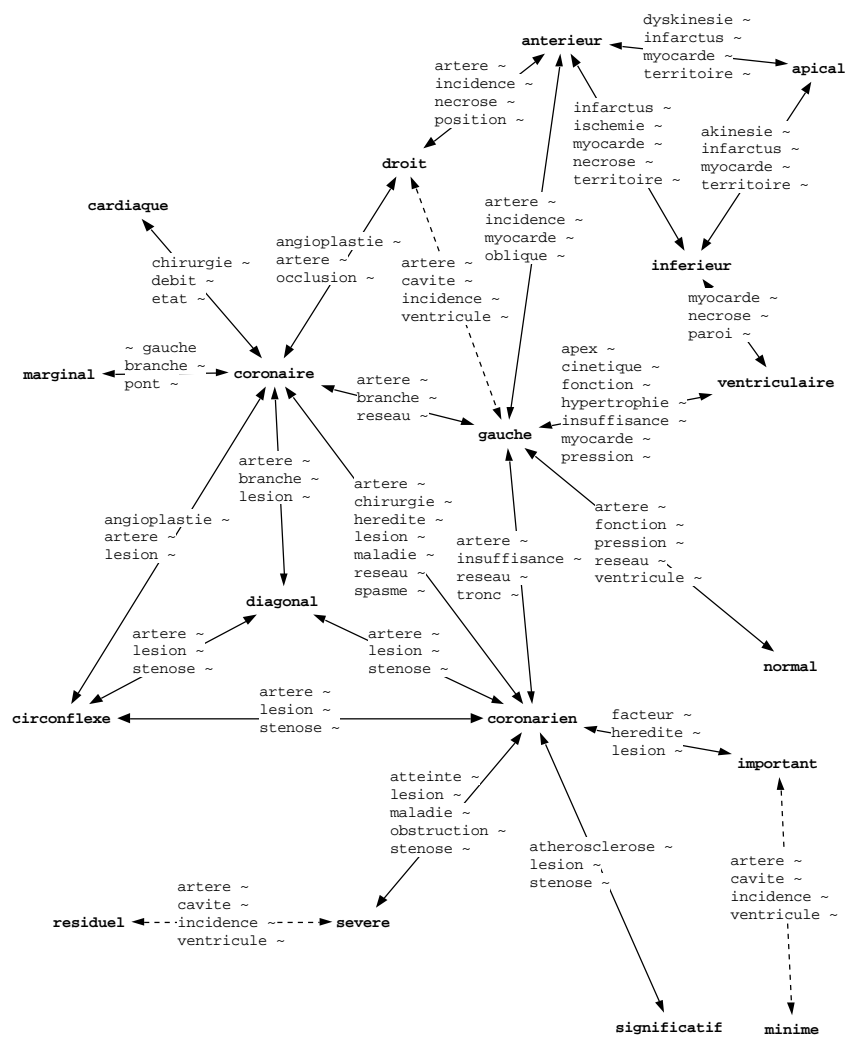 dyskinesie ~
infarctus ~
myocarde ~
territoire ~
anterieur
apical
artere ~
incidence ~
necrose ~
position ~
infarctus ~
ischemie ~
myocarde ~
necrose ~
territoire ~
akinesie ~
infarctus ~
myocarde ~
territoire ~
droit
cardiaque
artere ~
incidence ~
myocarde ~
oblique ~
angioplastie ~
artere ~
occlusion ~
chirurgie ~
debit ~
etat ~
artere ~
cavite ~
incidence ~
ventricule ~
inferieur
myocarde ~
necrose ~
paroi ~
~ gauche
branche ~
pont ~
marginal
coronaire
artere ~
branche ~
reseau ~
apex ~
cinetique ~
fonction ~
hypertrophie ~
insuffisance ~
myocarde ~
pression ~
ventriculaire
gauche
artere ~
branche ~
lesion ~
angioplastie ~
artere ~
lesion ~
artere ~
chirurgie ~
heredite ~
lesion ~
maladie ~
reseau ~
spasme ~
artere ~
insuffisance ~
reseau ~
tronc ~
artere ~
fonction ~
pression ~
reseau ~
ventricule ~
diagonal
artere ~
lesion ~
stenose ~
artere ~
lesion ~
stenose ~
normal
artere ~
lesion ~
stenose ~
circonflexe
coronarien
facteur ~
heredite ~
lesion ~
important
atteinte ~
lesion ~
maladie ~
obstruction ~
stenose ~
atherosclerose ~
lesion ~
stenose ~
artere ~
cavite ~
incidence ~
ventricule ~
artere ~
cavite ~
incidence ~
ventricule ~
residuel
severe
significatif
minime